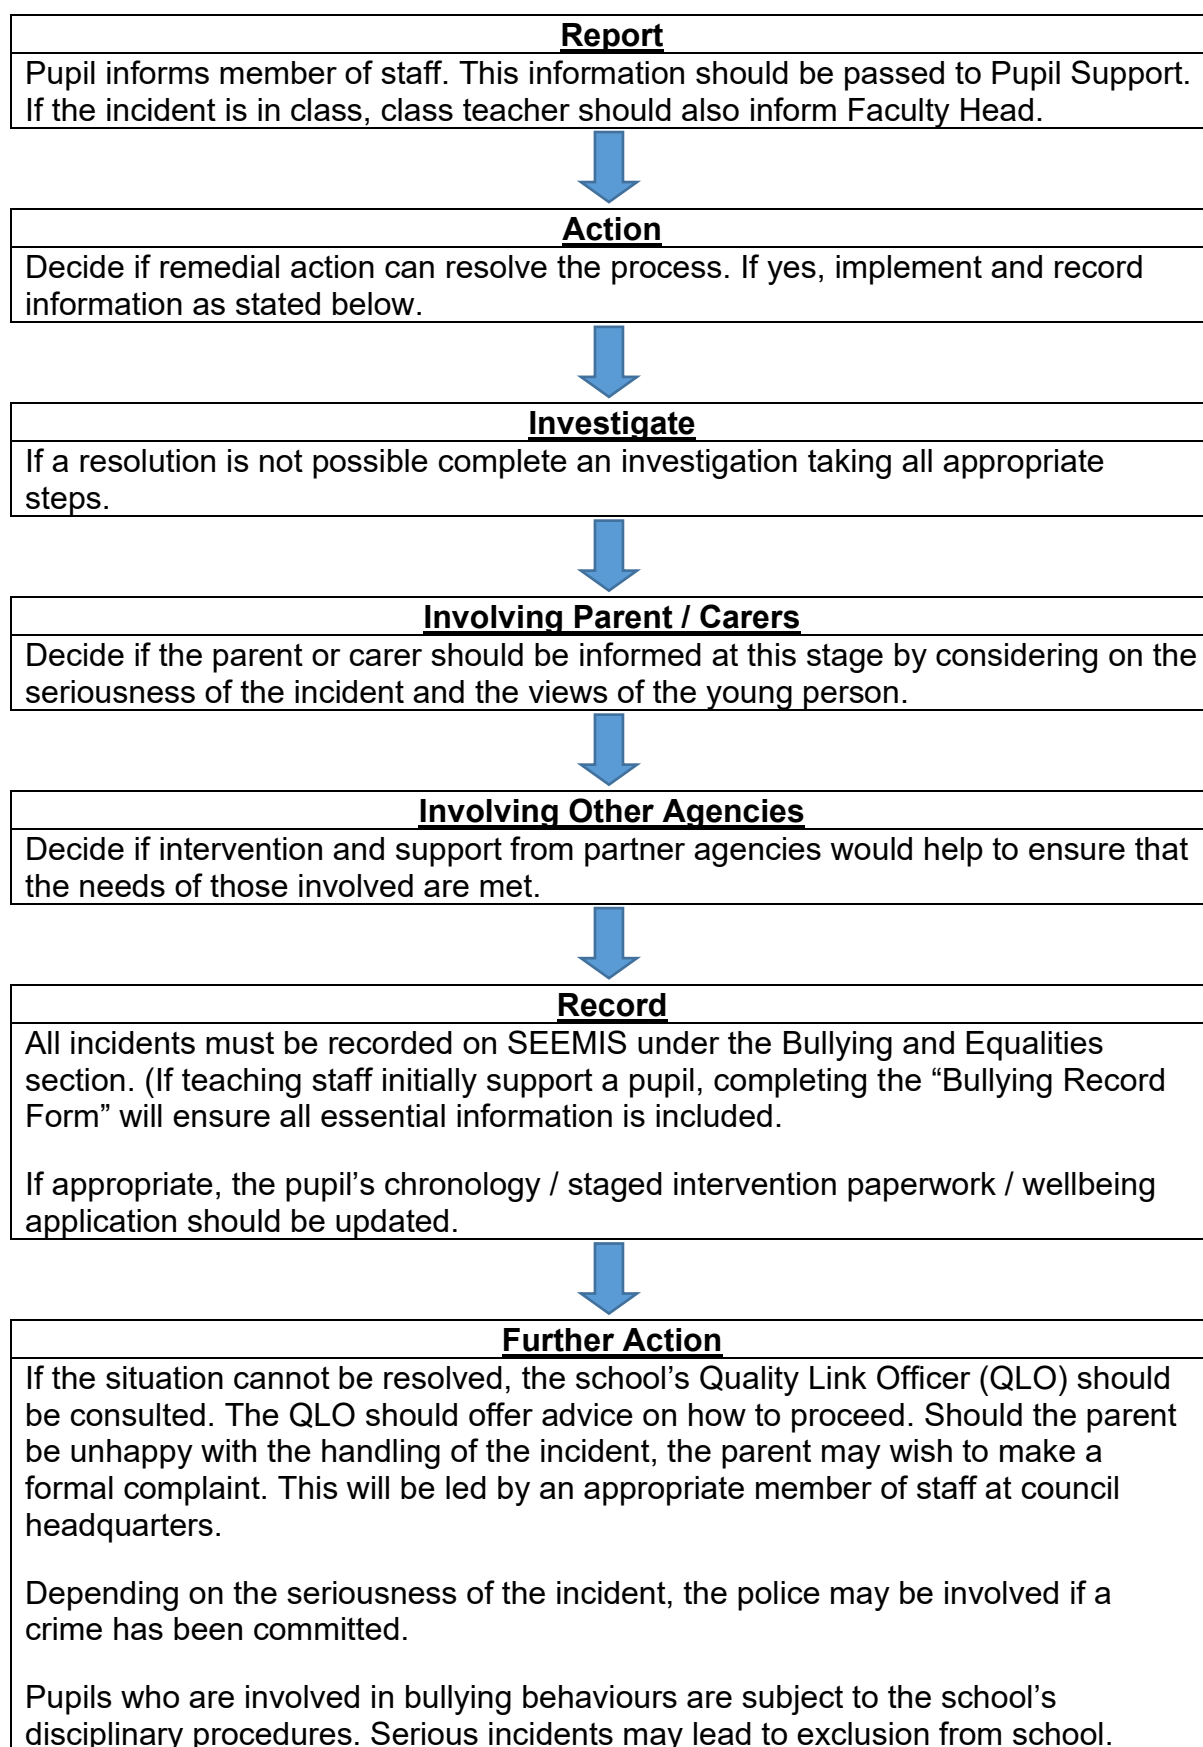 Report
Pupil informs member of staff. This information should be passed to Pupil Support.
If the incident is in class, class teacher should also inform Faculty Head.
Action
Decide if remedial action can resolve the process. If yes, implement and record
information as stated below.
Investigate
If a resolution is not possible complete an investigation taking all appropriate
steps.
Involving Parent / Carers
Decide if the parent or carer should be informed at this stage by considering on the
seriousness of the incident and the views of the young person.
Involving Other Agencies
Decide if intervention and support from partner agencies would help to ensure that
the needs of those involved are met.
Record
All incidents must be recorded on SEEMIS under the Bullying and Equalities
section. (If teaching staff initially support a pupil, completing the “Bullying Record
Form” will ensure all essential information is included.
If appropriate, the pupil’s chronology / staged intervention paperwork / wellbeing
application should be updated.
Further Action
If the situation cannot be resolved, the school’s Quality Link Officer (QLO) should
be consulted. The QLO should offer advice on how to proceed. Should the parent
be unhappy with the handling of the incident, the parent may wish to make a
formal complaint. This will be led by an appropriate member of staff at council
headquarters.
Depending on the seriousness of the incident, the police may be involved if a
crime has been committed.
Pupils who are involved in bullying behaviours are subject to the school’s
disciplinary procedures. Serious incidents may lead to exclusion from school.